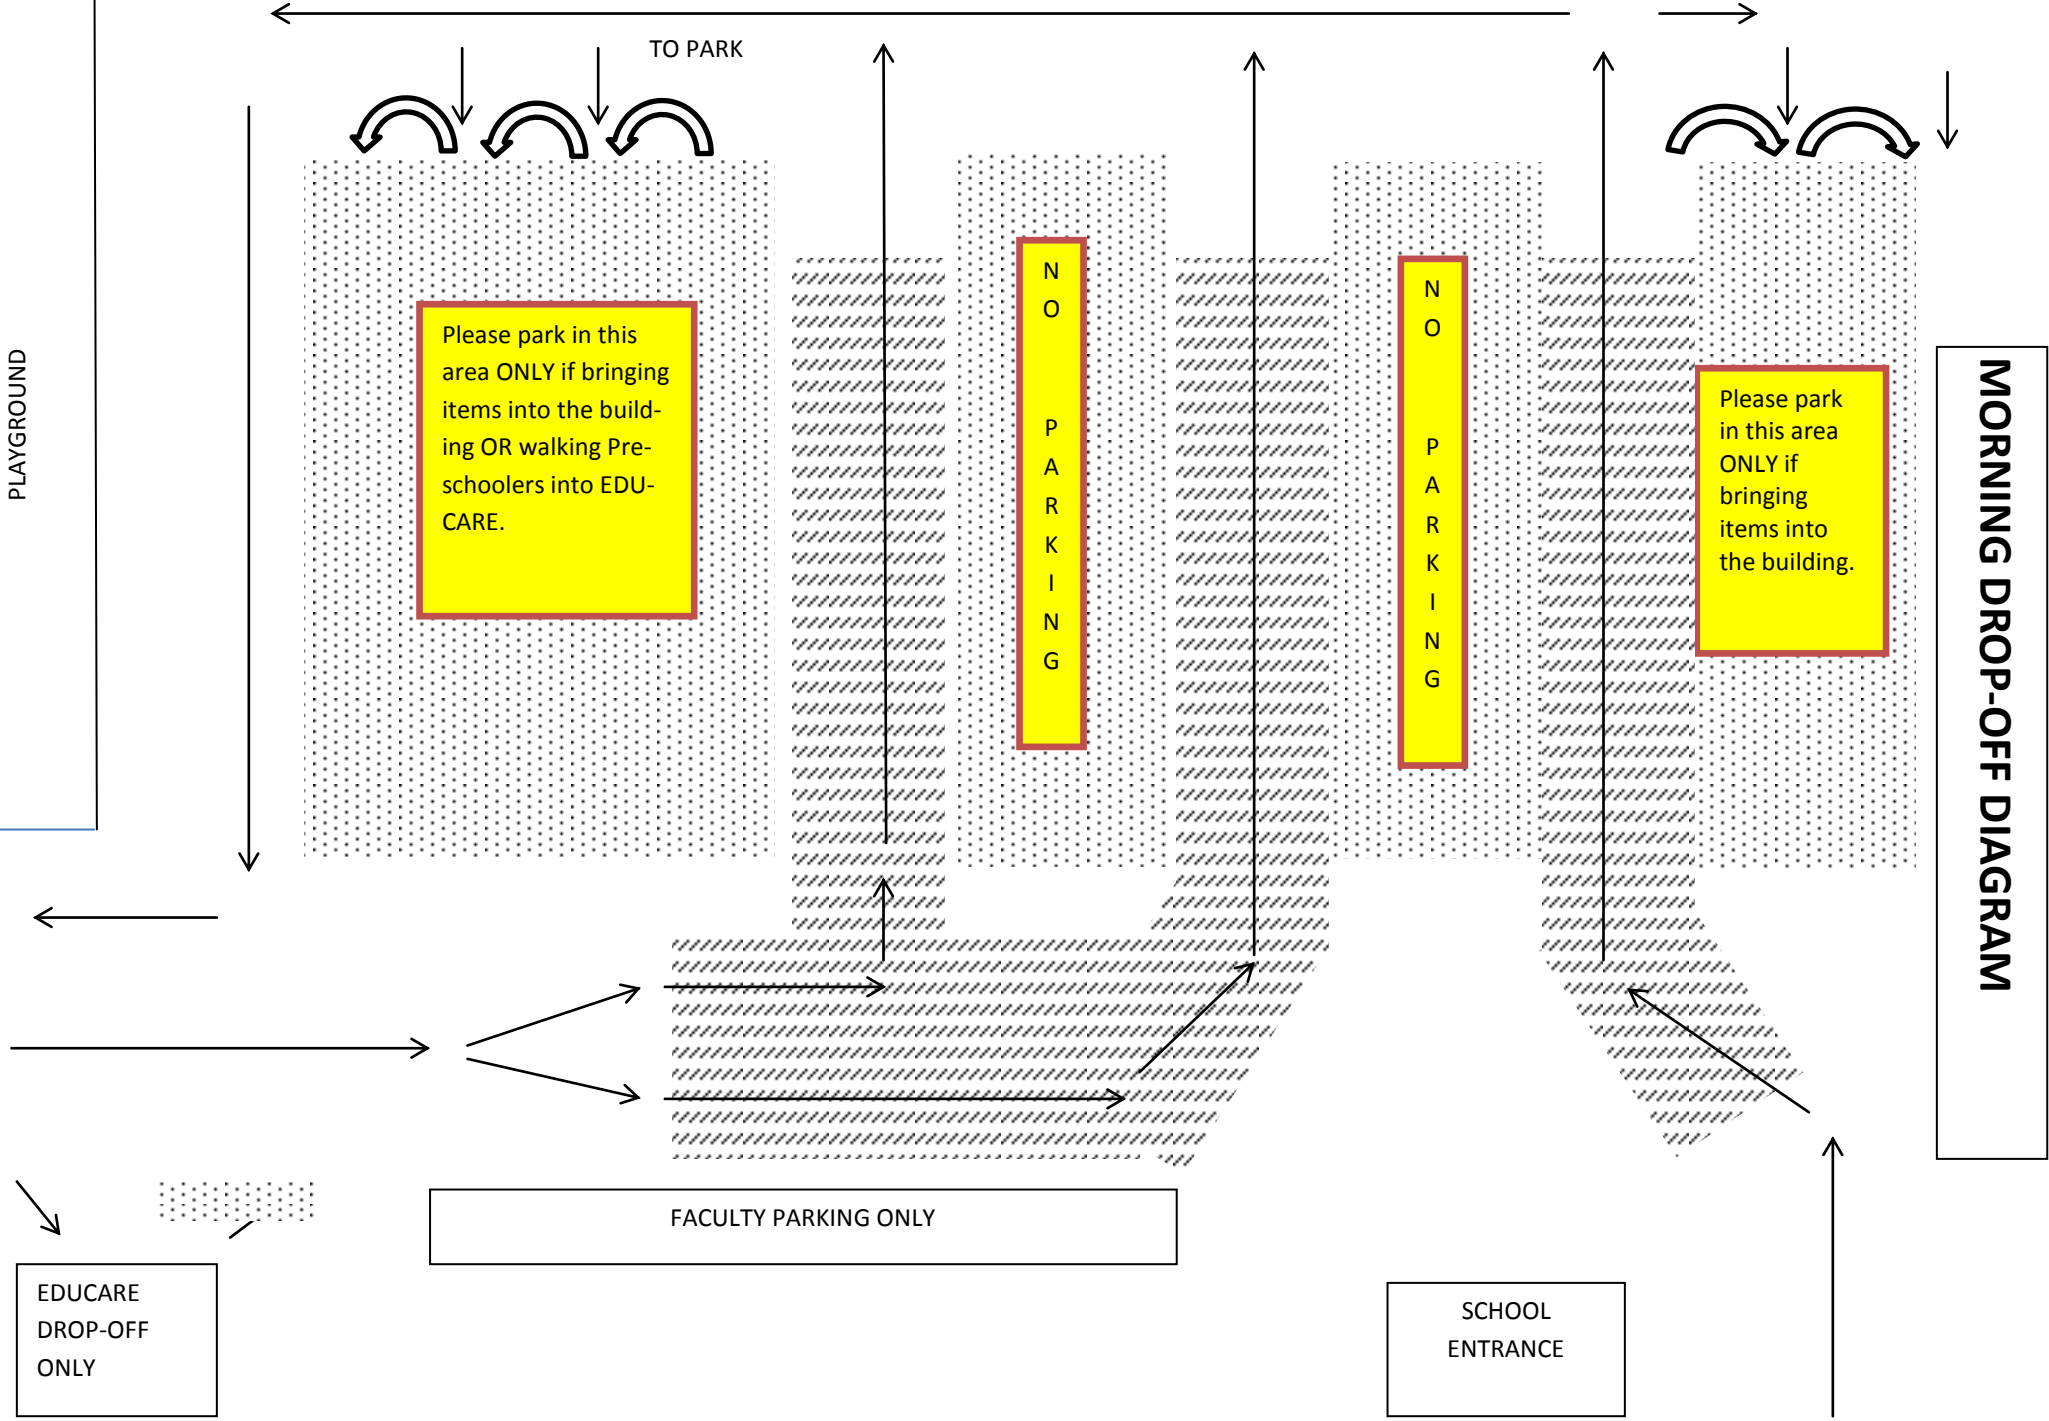 TO PARK
PLAYGROUND
Please park in this
area ONLY if bringing
items into the build-
ing OR walking Pre-
schoolers into EDU-
CARE.
N
O
P
A
R
K
I
N
G
N
O
P
A
R
K
I
N
G
Please park
in this area
ONLY if
bringing
items into
the building.
MORNING DROP-OFF DIAGRAM
FACULTY PARKING ONLY
EDUCARE
DROP-OFF
ONLY
SCHOOL
ENTRANCE